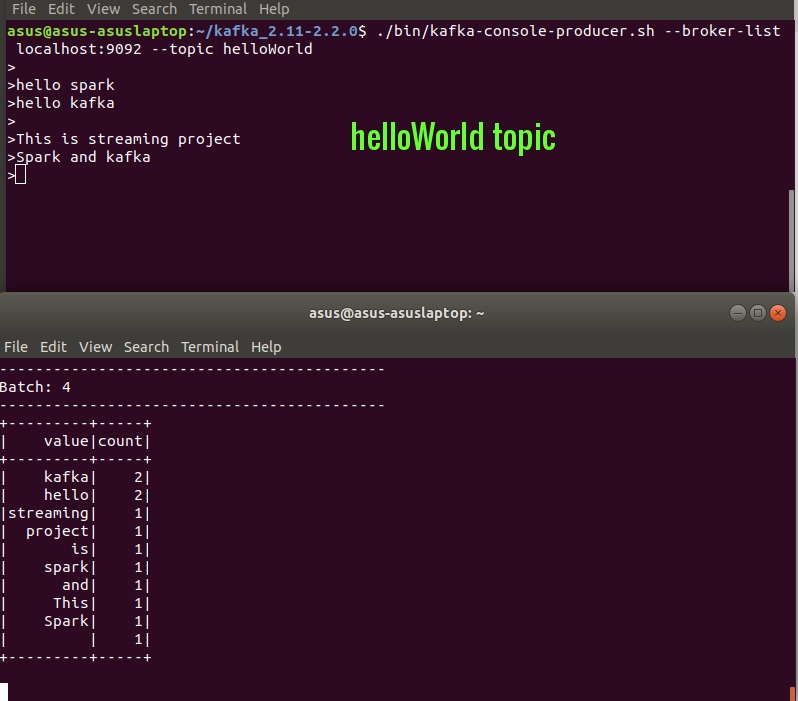 File Edit View Search Terminal Help
asus@asus-asuslaptop:~/kafka_2.11-2.2.0$ ./bin/kafka-console-producer.sh --broker-list
 localhost:9092 --topic helloWorld
>
>hello spark
>hello kafka
>
>This is streaming project
>Spark and kafka
>
helloWorld topic
asus@asus-asuslaptop: ~
File Edit View Search Terminal Help
-------------------------------------------
Batch: 4
-------------------------------------------
+---------+-----+
|    value|count|
+---------+-----+
|    kafka|    2|
|    hello|    2|
|streaming|    1|
|  project|    1|
|       is|    1|
|    spark|    1|
|      and|    1|
|     This|    1|
|    Spark|    1|
|         |    1|
+---------+-----+